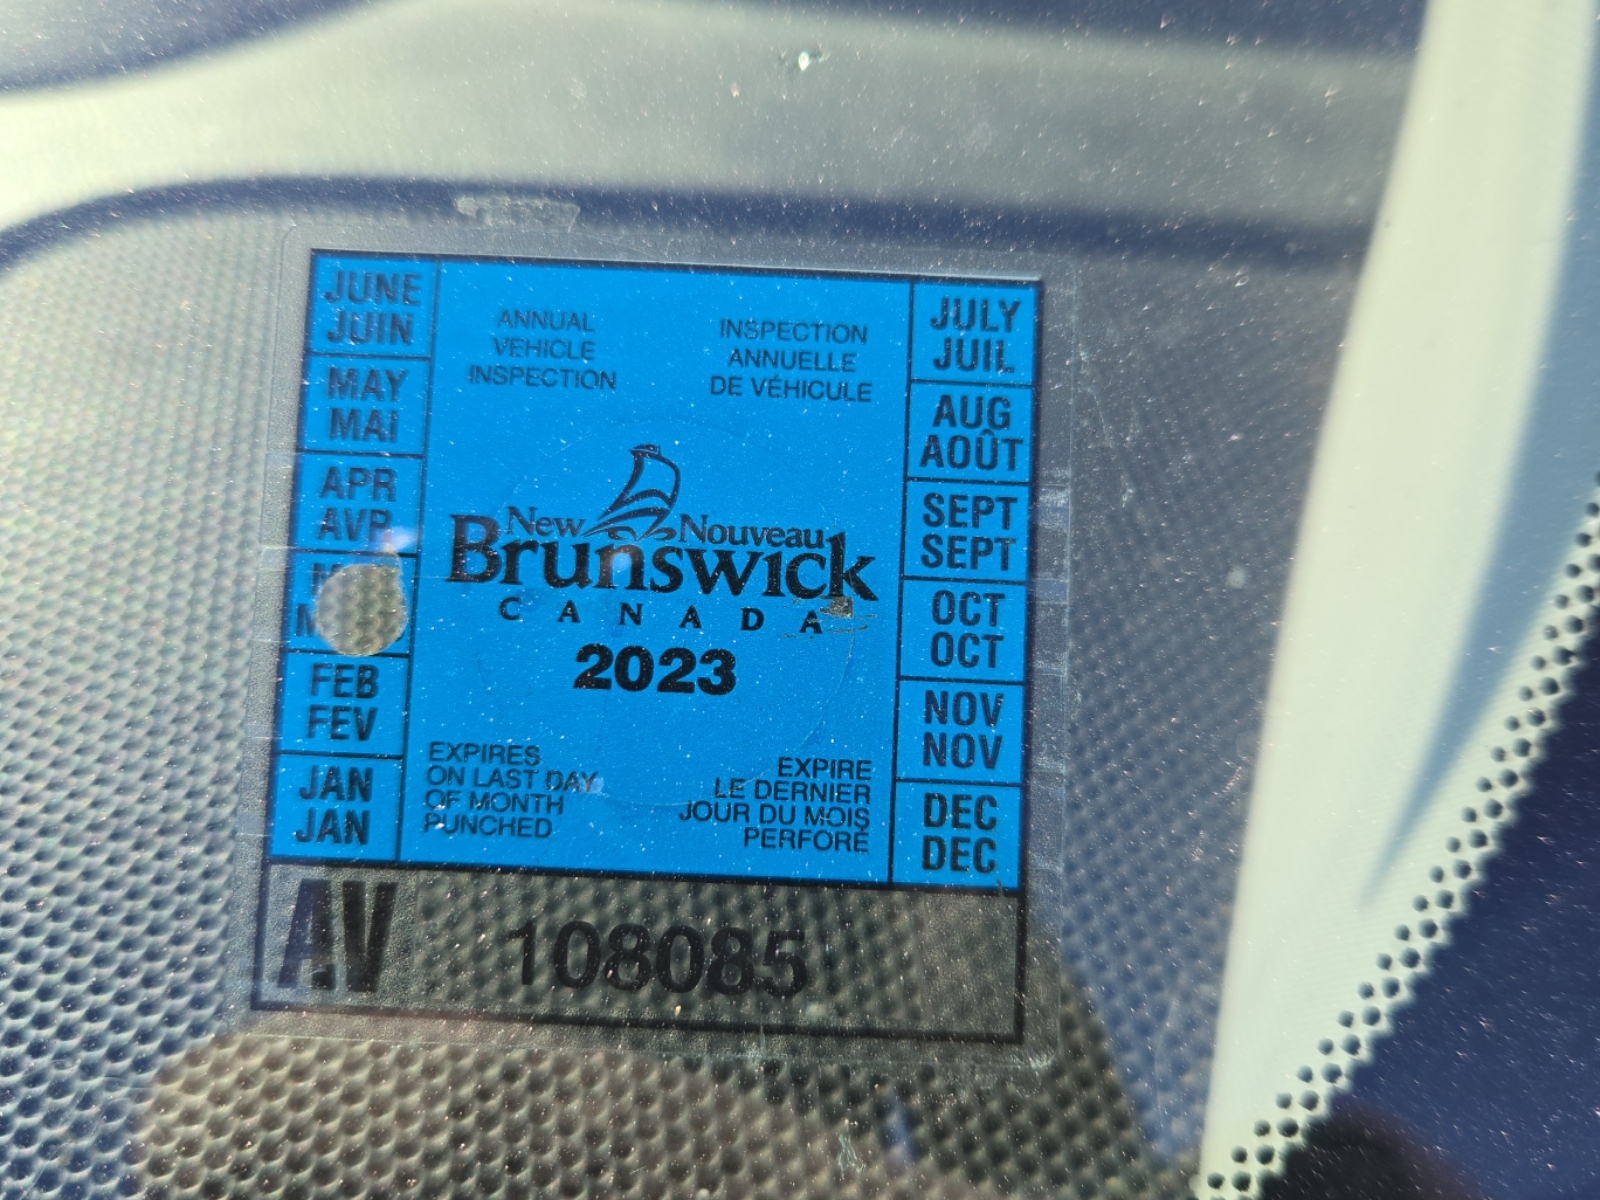 JUNE
JUIN
MAY
MAI
APR
AVR
FEB
FEV
JAN
JAN
ANNUAL
VEHICLE
INSPECTION
INSPECTION
ANNUELLE
DE VÉHICULE
New Nouveau
Brunswick
CANADA
2023
EXPIRES
ON LAST DAY
OF MONTH
PUNCHED
EXPIRE
LE DERNIER
JOUR DU MOIS
PERFORÉ
JULY
JUIL
AUG
AOÛT
SEPT
SEPT
OCT
OCT
NOV
NOV
DEC
DEC
AV 108085